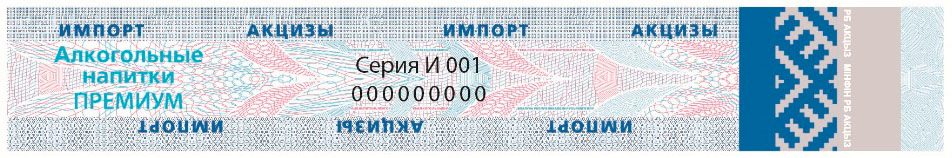 ИМПОРТ АКЦИЗЫ ИМПОРТ АКЦИЗЫ
Алкогольные
напитки
ПРЕМИУМ
Серия И 001
000000000
ИМПОРТ АКЦИЗЫ ИМПОРТ
РБ АКЦЫЗ МІНФІН РБ АКЦЫЗ